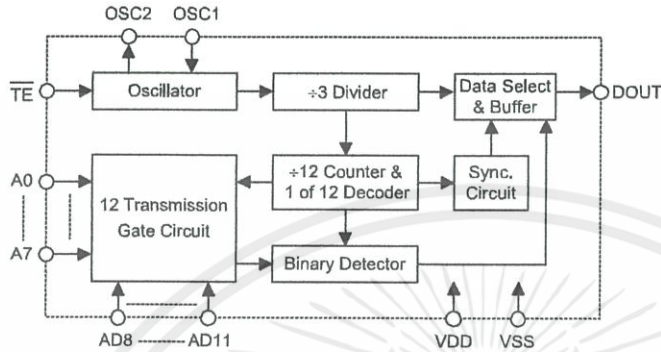 OSC2 OSC1
TE
Oscillator
÷3 Divider
Data Select
& Buffer
DOUT
A0
12 Transmission
Gate Circuit
÷12 Counter &
1 of 12 Decoder
Sync.
Circuit
A7
Binary Detector
AD8 AD11
VDD VSS